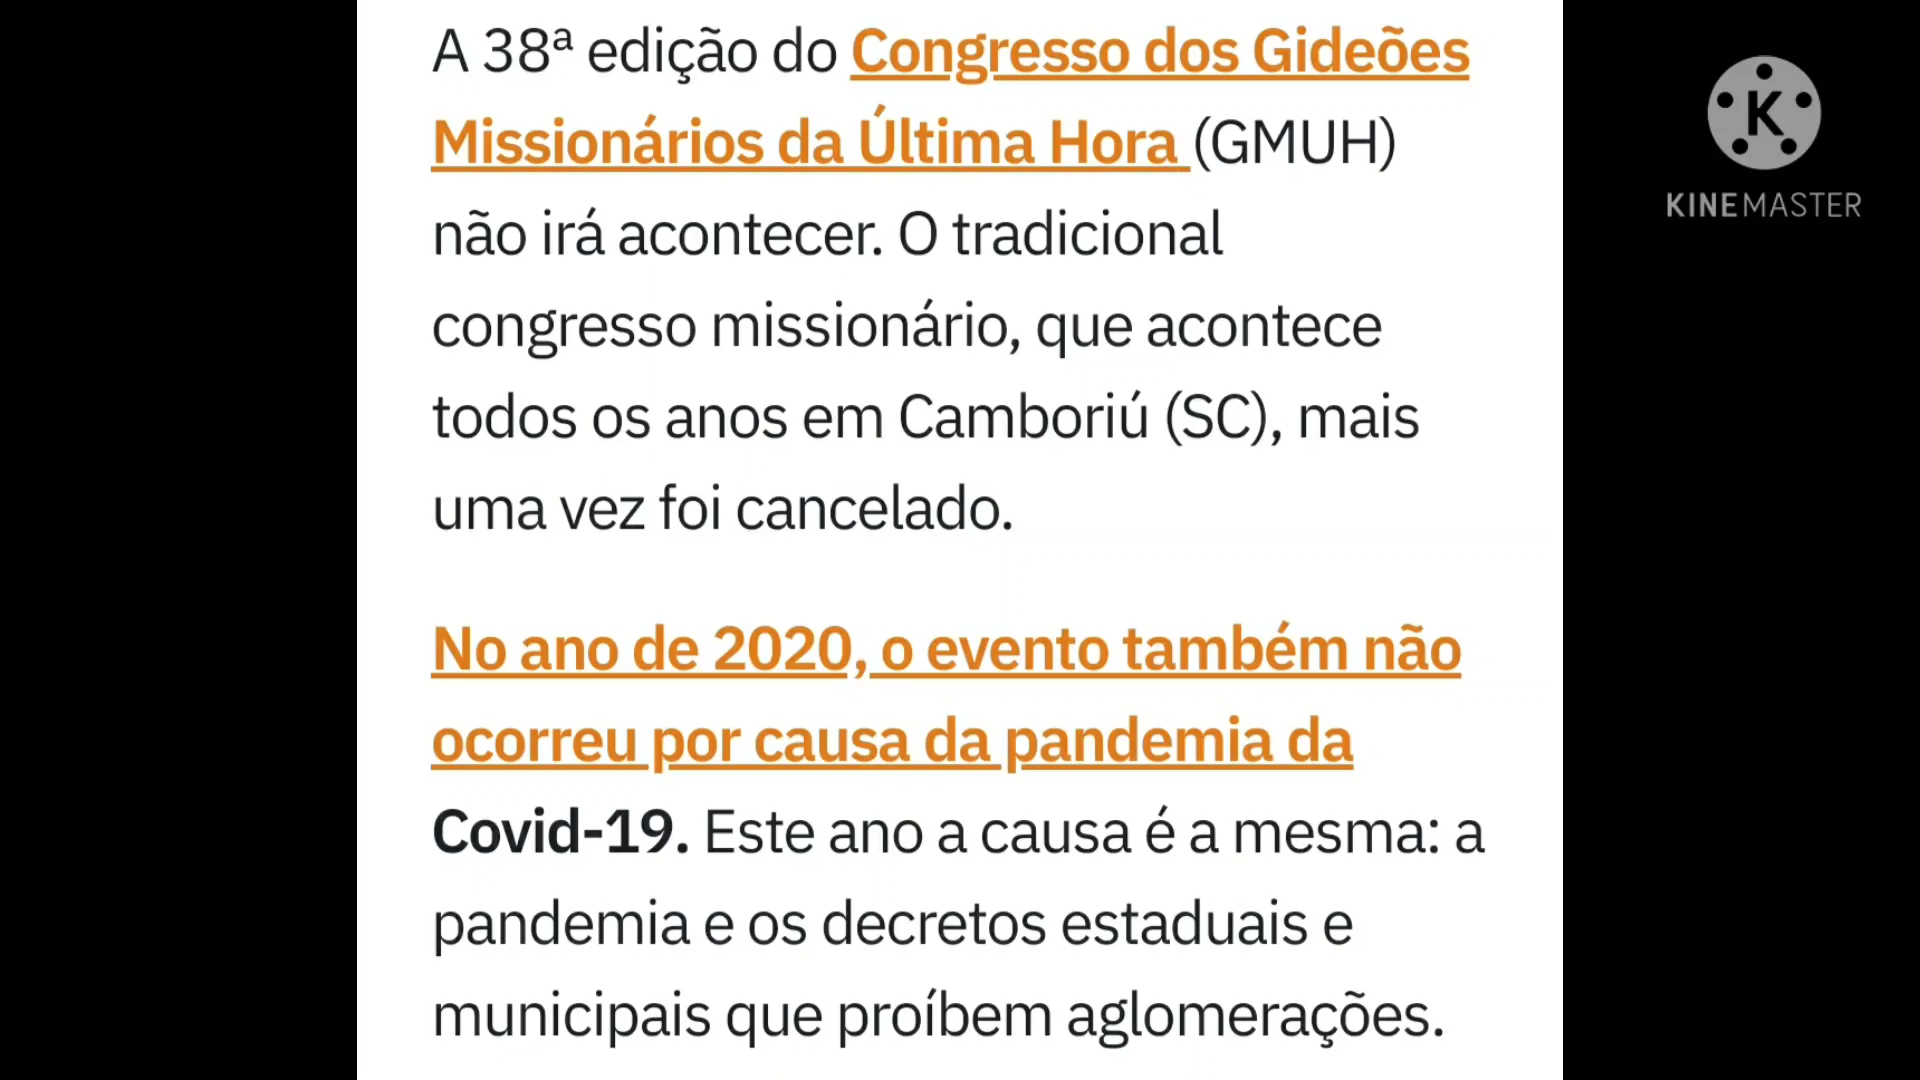 A 38ª edição do Congresso dos Gideões
Missionários da Última Hora (GMUH)
não irá acontecer. O tradicional
congresso missionário, que acontece
todos os anos em Camboriú (SC), mais
uma vez foi cancelado.
No ano de 2020, o evento também não
ocorreu por causa da pandemia da
Covid-19. Este ano a causa é a mesma: a
pandemia e os decretos estaduais e
municipais que proíbem aglomerações.
K
KINEMASTER